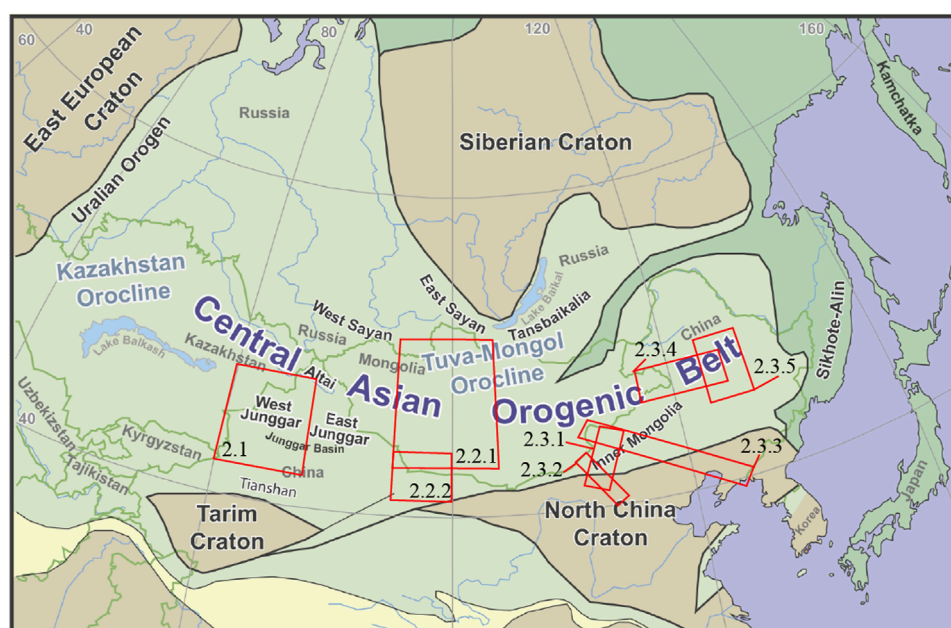 60
40
80
120
160
East European
Craton
Uralian Orogen
Russia
Siberian Craton
Kamchatka
Kazakhstan
Orocline
Lake Balkash
Central
Asian
Orogenic
Belt
West Sayan
East Sayan
Russia
Mongolia
Kazakhstan
Altai
Tuva-Mongol
Orocline
Lake Baikal
Russia
Tansbaikalia
China
Sikhote-Alin
2.3.4
2.3.5
West
Junggar
East
Junggar
Junggar Basin
2.1
China
Tianshan
Uzbekistan
40
Kyrgyzstan
Tajikistan
2.2.1
2.2.2
2.3.1
2.3.2
2.3.3
Inner Mongolia
Tarim
Craton
North China
Craton
Korea
Japan